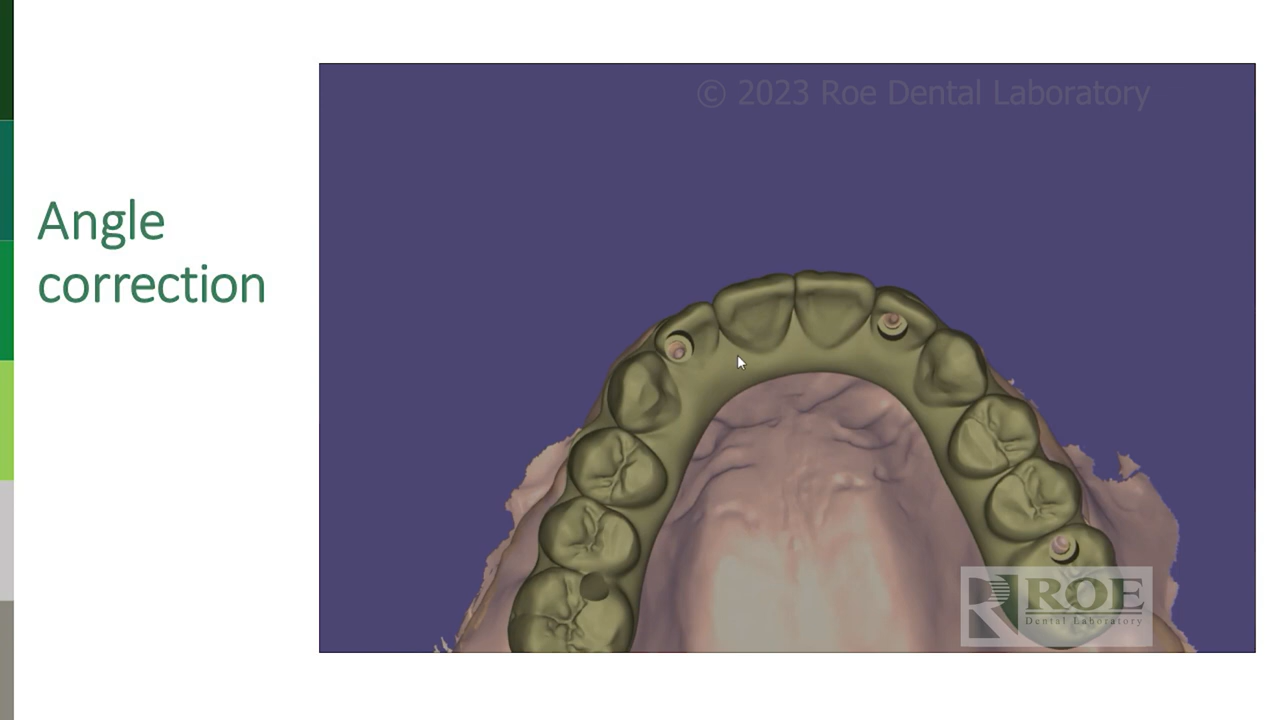 © 2023 Roe Dental Laboratory
Angle
correction
ROE
Dental Laboratory